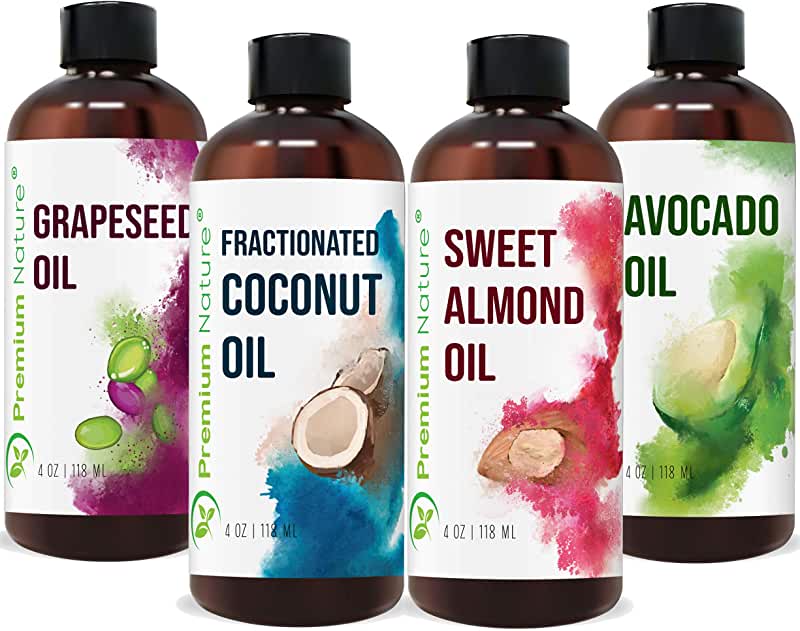 GRAPESEED
OIL
Premium Nature®
4 OZ | 118 ML
FRACTIONATED
COCONUT
OIL
Premium Nature®
4 OZ | 118 ML
SWEET
ALMOND
OIL
Premium Nature®
4 OZ | 118 ML
AVOCADO
OIL
4 OZ | 118 ML